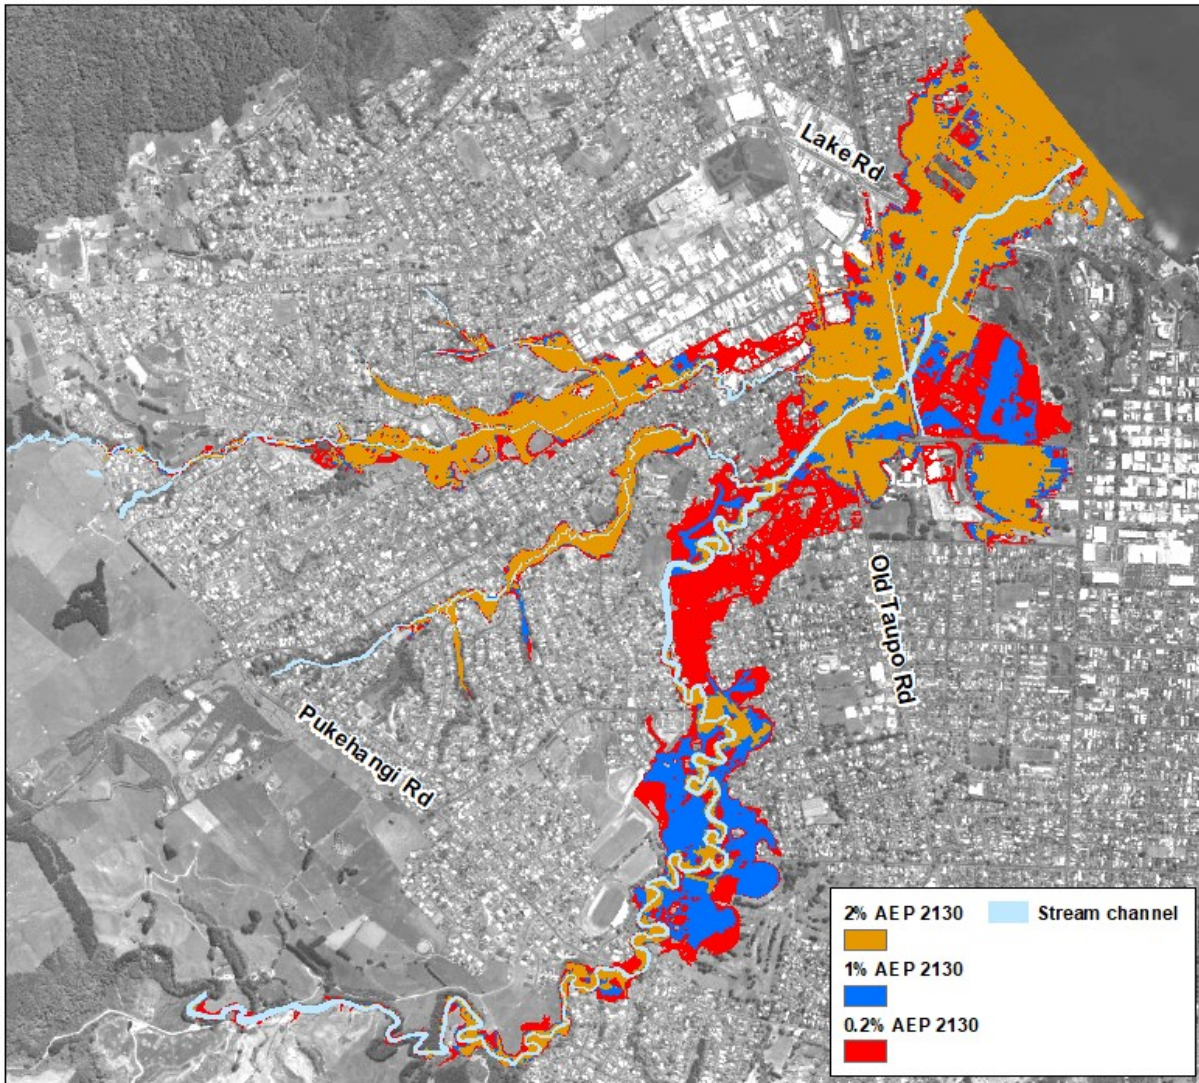 Lake Rd
Old Taupo Rd
Pukehangi Rd
2% AEP 2130
Stream channel
1% AEP 2130
0.2% AEP 2130